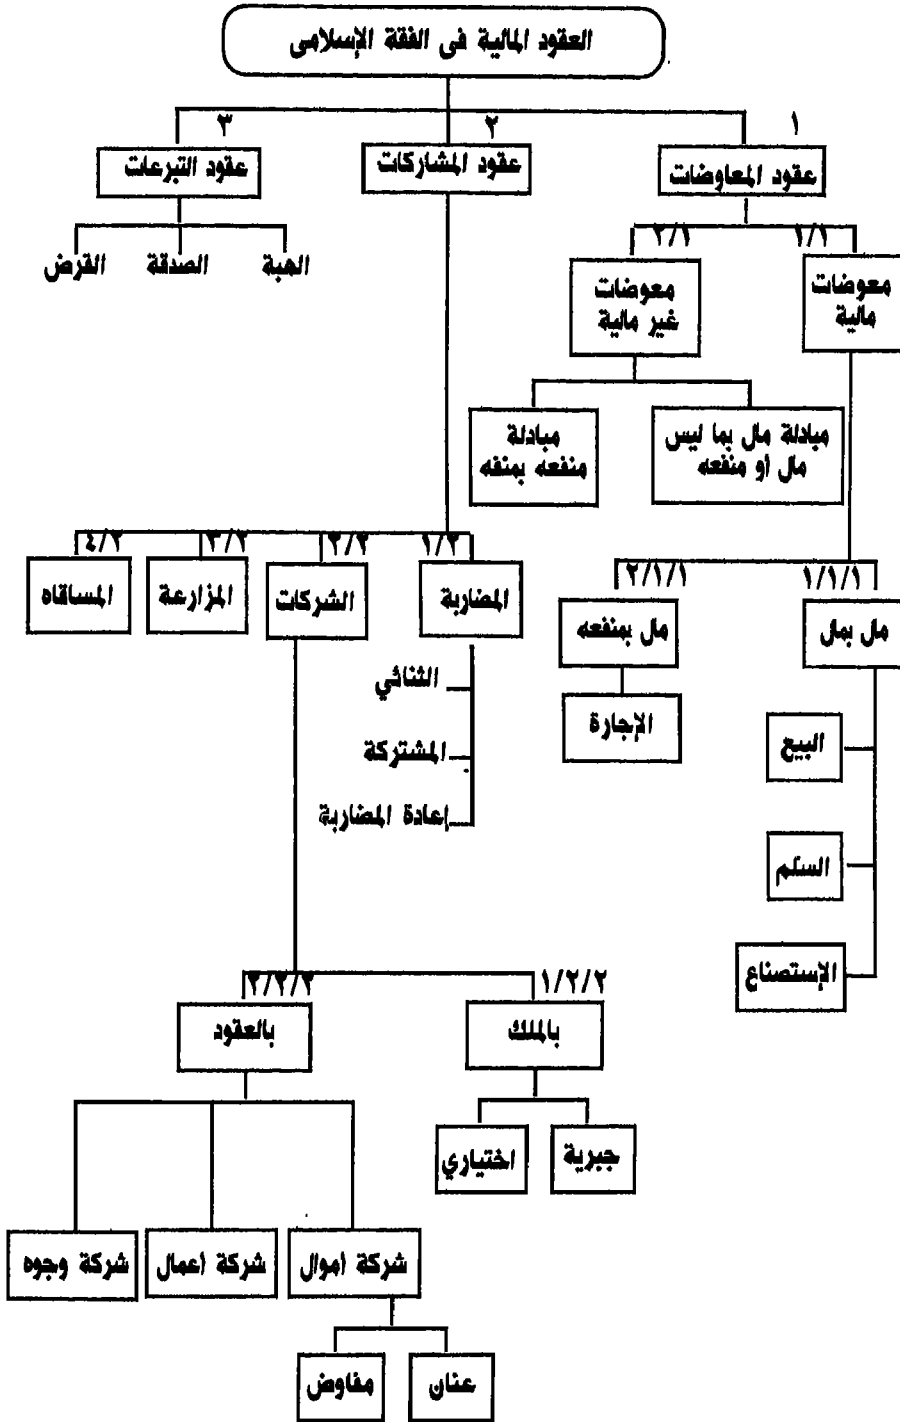 العقود المالية فى الفقة الإسلامى
١
٢
٣
عقود المعاوضات
عقود المشاركات
عقود التبرعات
١/١
٢/١
الهبة
الصدقة
القرض
معوضات
مالية
معوضات
غير مالية
مبادلة مال بما ليس
مال أو منفعه
مبادلة
منفعه بمنفه
١/٢
٢/٢
٣/٢
٤/٢
المضاربة
الشركات
المزارعة
المساقاه
١/١/١
٢/١/١
مال بمال
مال بمنفعه
الإجارة
البيع
السلم
الإستصناع
الثنائي
المشتركة
إعادة المضاربة
١/٢/٢
٢/٢/٢
بالملك
بالعقود
جبرية
اختياري
شركة أموال
شركة أعمال
شركة وجوه
عنان
مفاوض